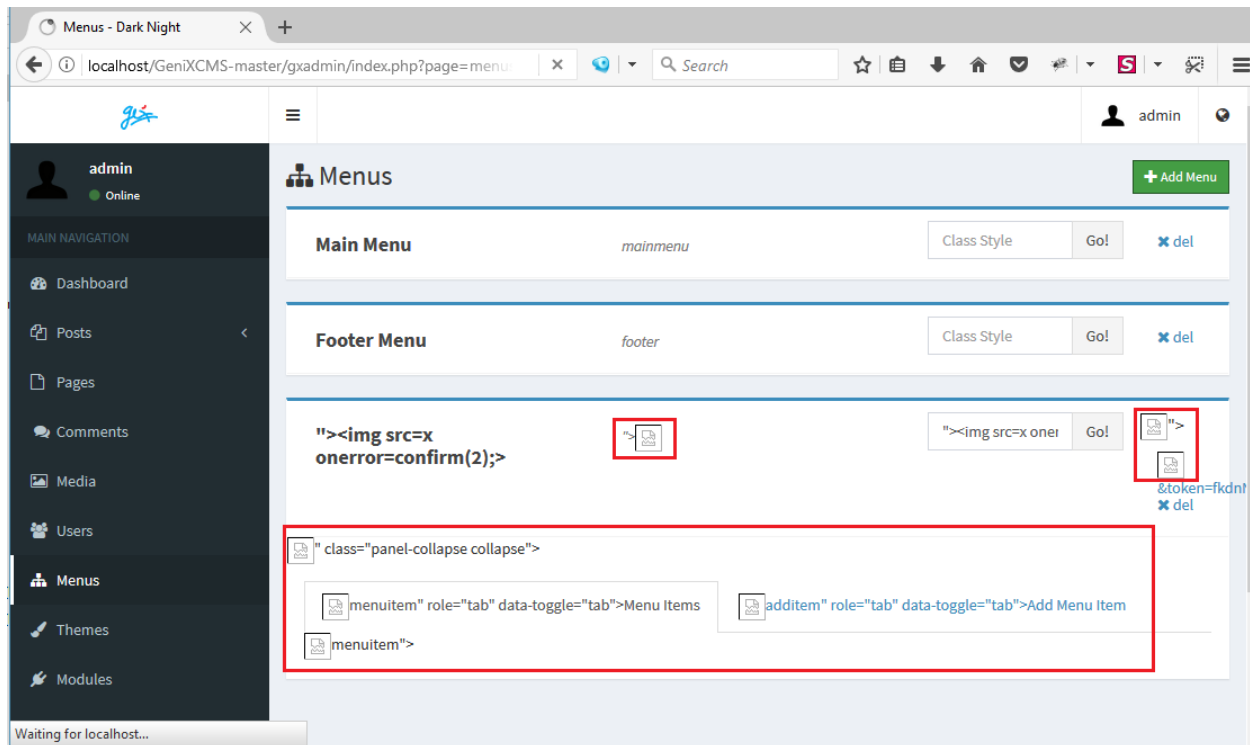 Menus - Dark Night
localhost/GeniXCMS-master/gxadmin/index.php?page=menu
Search
gix
admin
admin
Online
Menus
Add Menu
MAIN NAVIGATION
Main Menu
mainmenu
Class Style
Go!
del
Dashboard
Posts
Footer Menu
footer
Class Style
Go!
del
Pages
Comments
"><img src=x
onerror=confirm(2);>
">
"><img src=x oner
Go!
">
&token=fkdnM
del
Media
Users
" class="panel-collapse collapse">
Menus
menuitem" role="tab" data-toggle="tab">Menu Items
additem" role="tab" data-toggle="tab">Add Menu Item
menuitem">
Themes
Modules
Waiting for localhost...